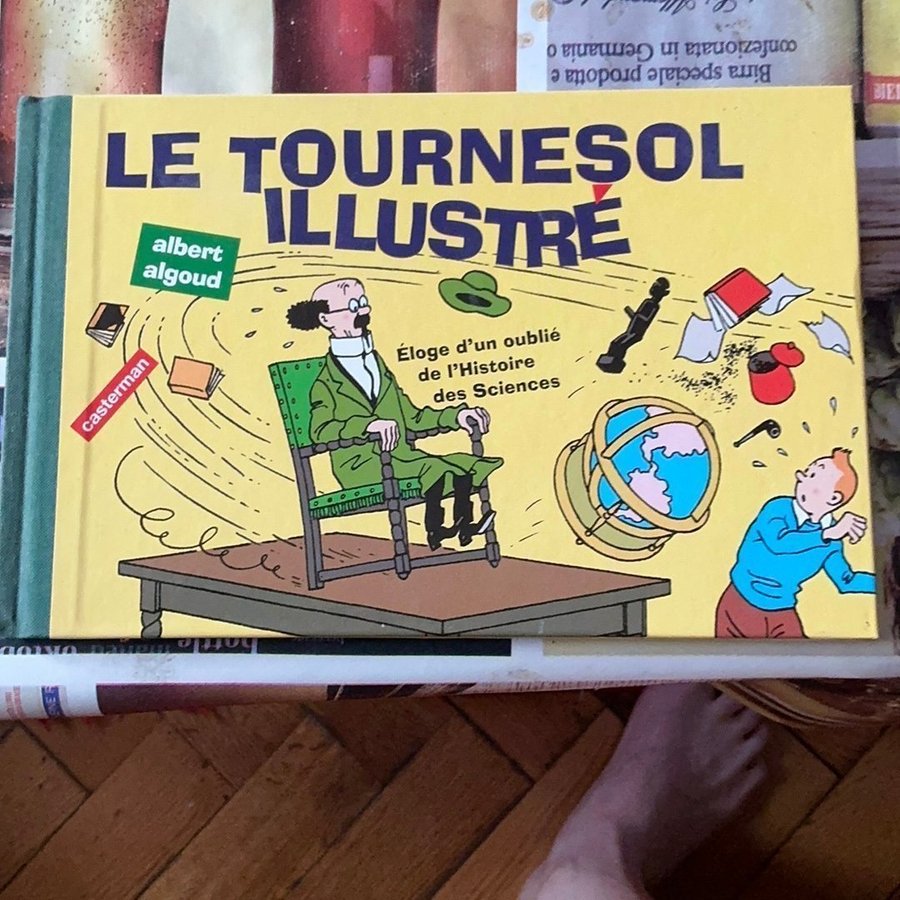 Birra speciale prodotta e
confezionata in Germania o
LE TOURNESOL
ILLUSTRÉ
albert
algoud
casterman
Éloge d'un oublié
de l'Histoire
des Sciences
bottle